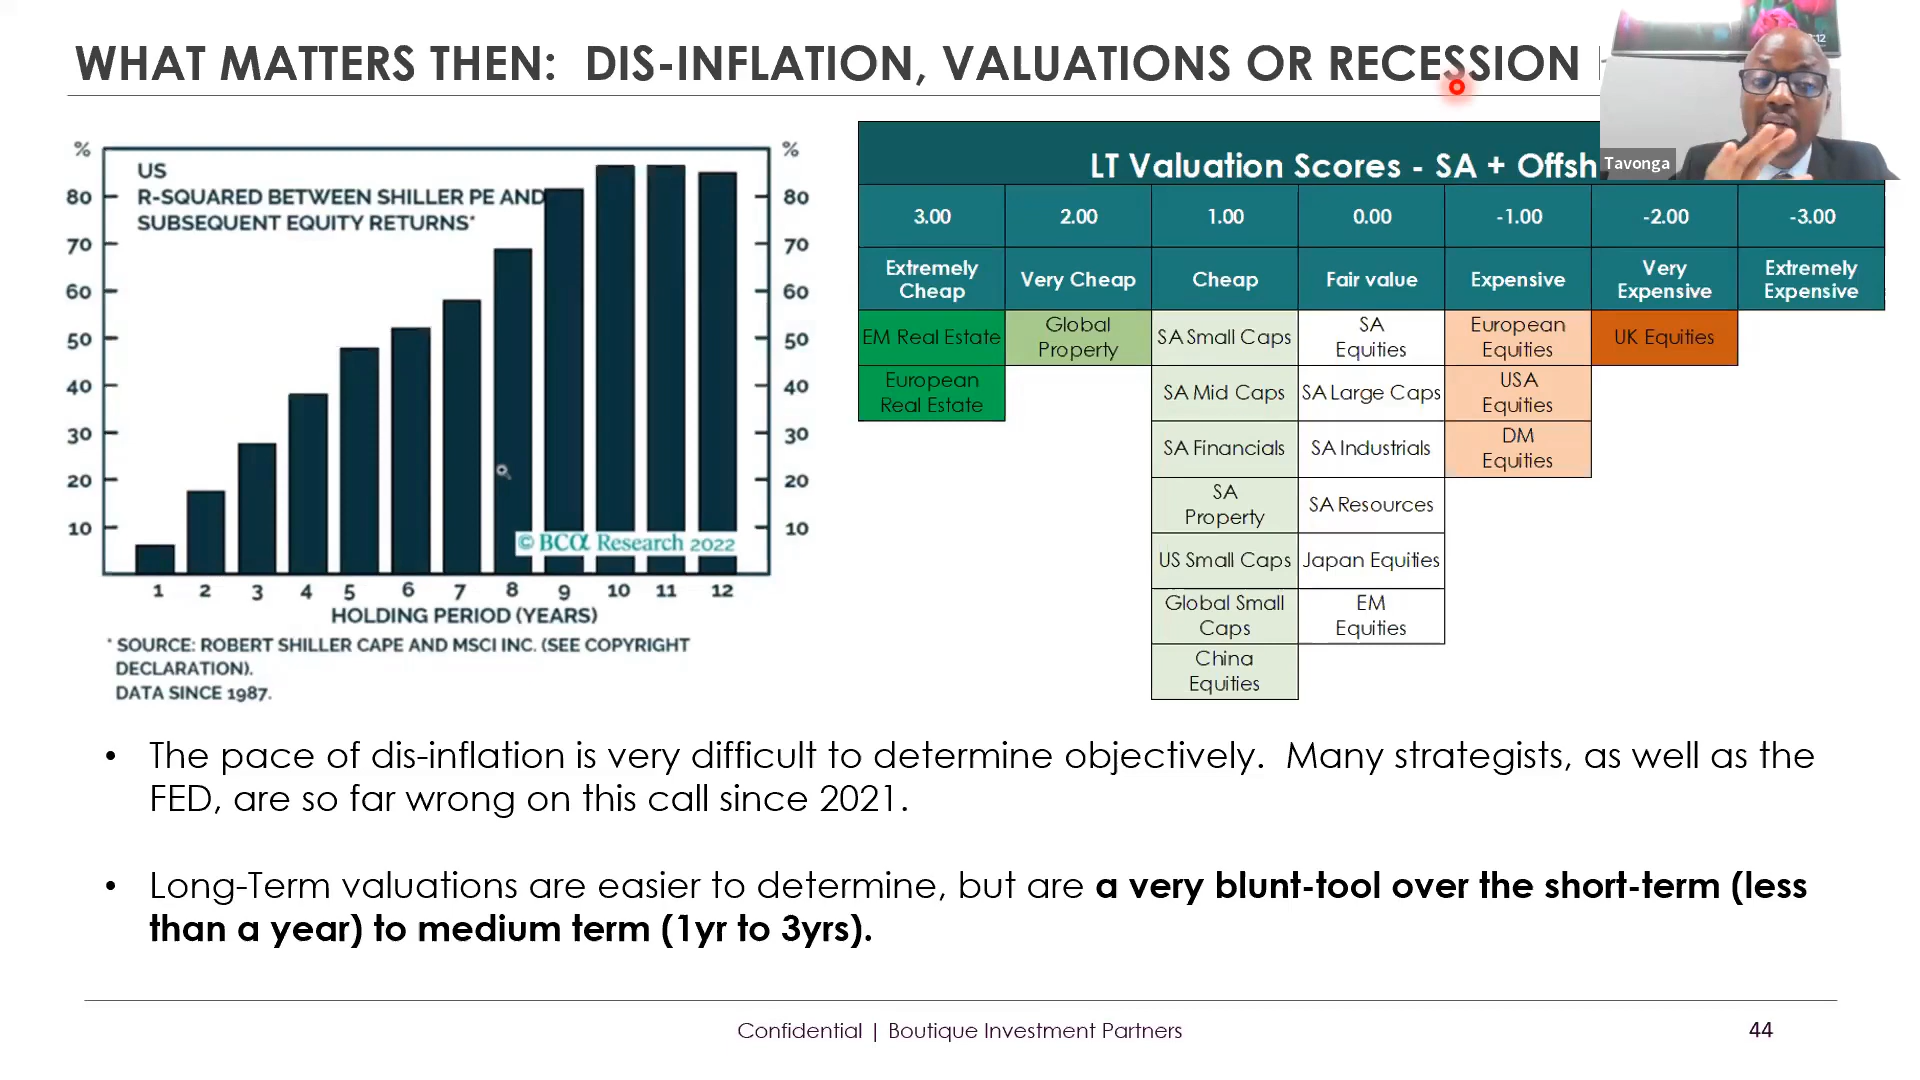 WHAT MATTERS THEN: DIS-INFLATION, VALUATIONS OR RECESSION
Tavonga
%
%
US
R-SQUARED BETWEEN SHILLER PE AND
SUBSEQUENT EQUITY RETURNS*
80
70
60
50
40
30
20
10
80
70
60
50
40
30
20
10
© BCα Research 2022
1 2 3 4 5 6 7 8 9 10 11 12
HOLDING PERIOD (YEARS)
* SOURCE: ROBERT SHILLER CAPE AND MSCI INC. (SEE COPYRIGHT
DECLARATION).
DATA SINCE 1987.
LT Valuation Scores - SA + Offsh
3.00 2.00 1.00 0.00 -1.00 -2.00 -3.00
Extremely Cheap Very Cheap Cheap Fair value Expensive Very Expensive Extremely Expensive
EM Real Estate Global Property SA Small Caps SA Equities European Equities UK Equities
European Real Estate SA Mid Caps SA Large Caps USA Equities
SA Financials SA Industrials DM Equities
SA Property SA Resources
US Small Caps Japan Equities
Global Small Caps EM Equities
China Equities
• The pace of dis-inflation is very difficult to determine objectively. Many strategists, as well as the
FED, are so far wrong on this call since 2021.
• Long-Term valuations are easier to determine, but are a very blunt-tool over the short-term (less
than a year) to medium term (1yr to 3yrs).
Confidential | Boutique Investment Partners
44